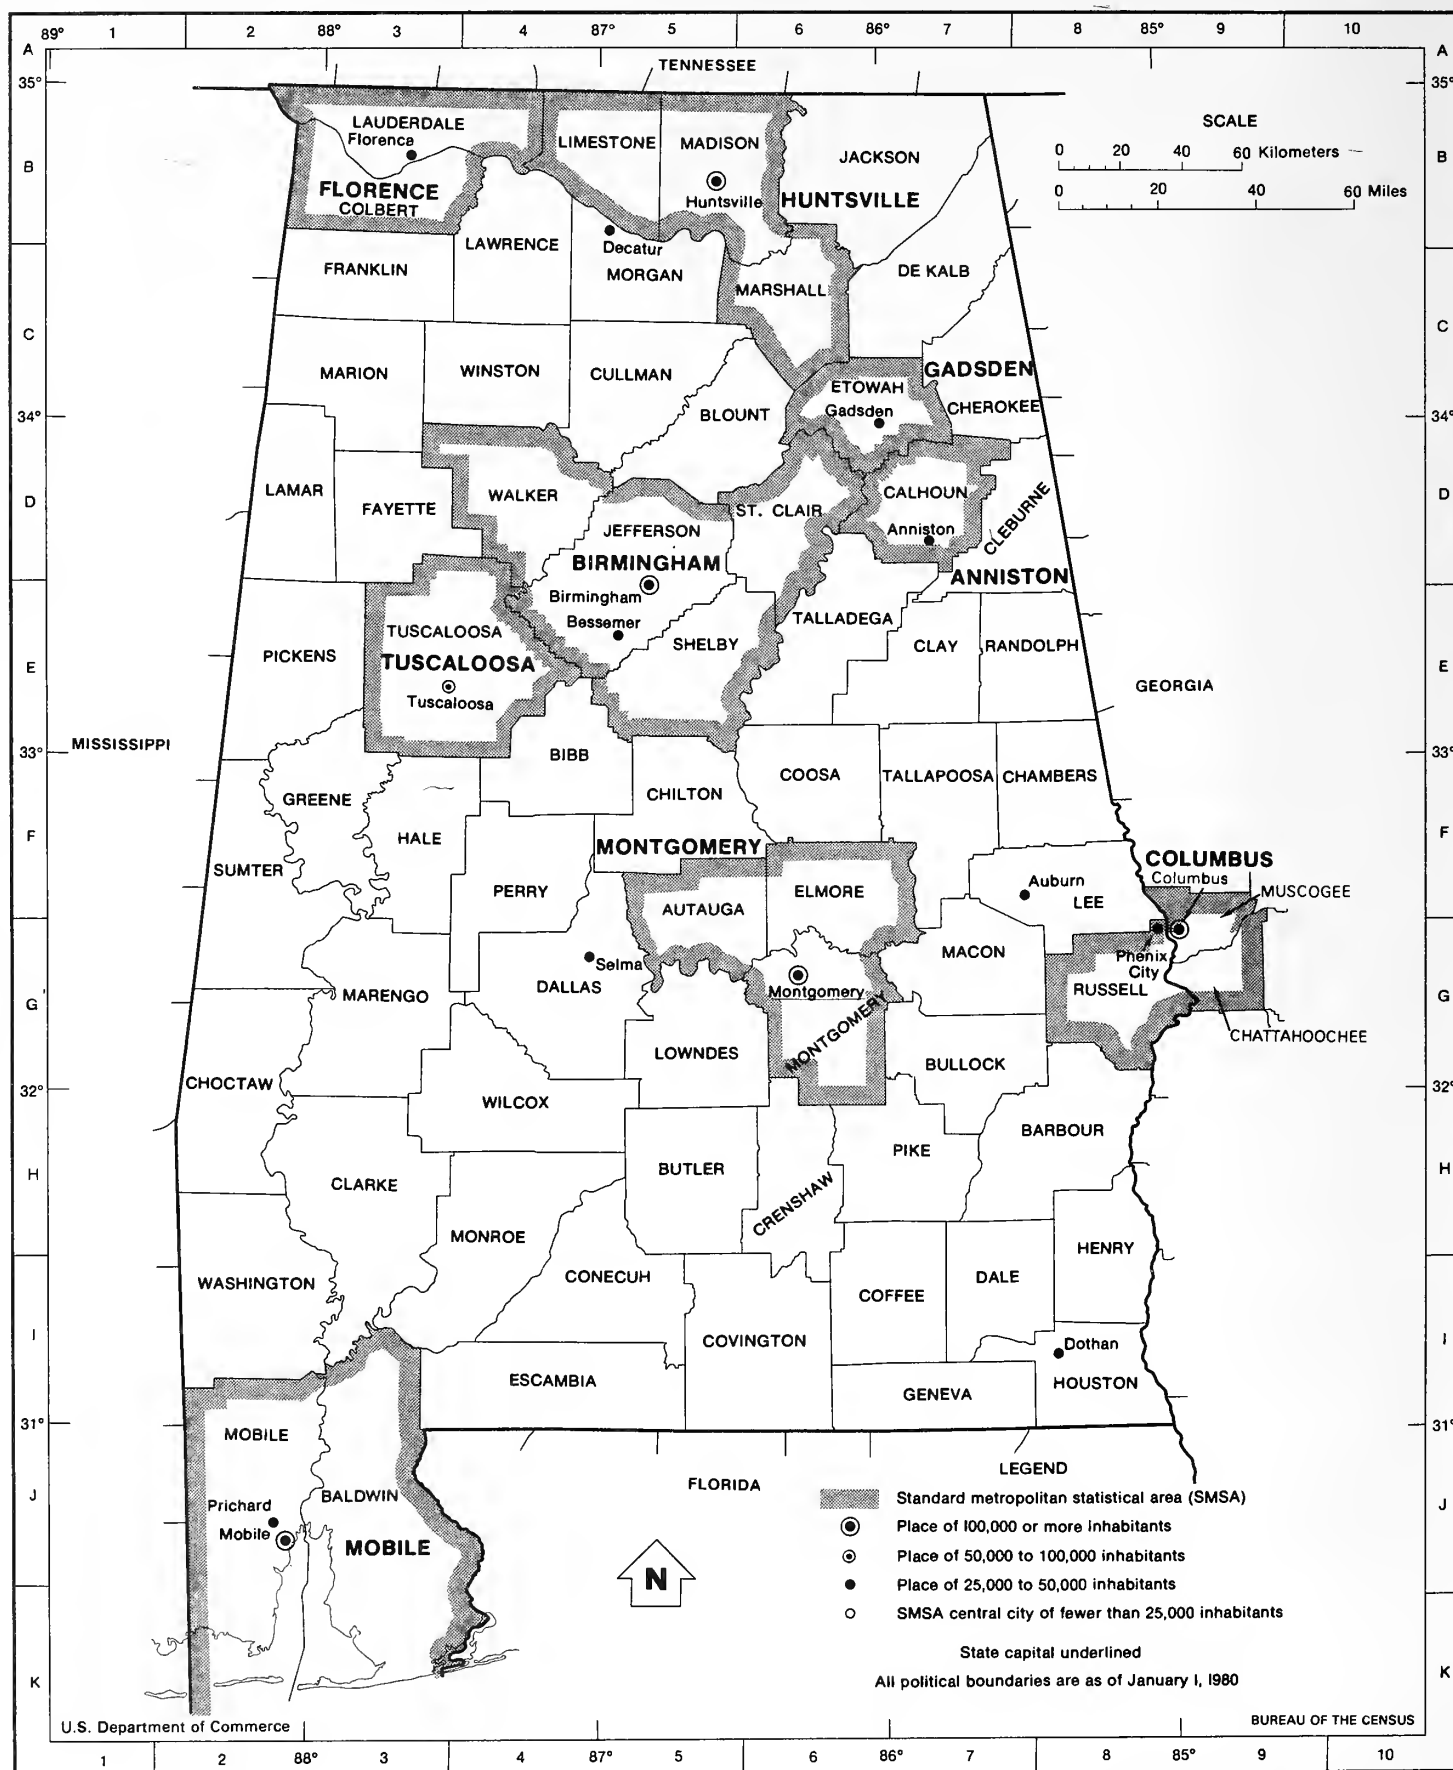 89° 1 2 88° 3 4 87° 5 6 86° 7 8 85° 9 10
A A
35° TENNESSEE 35°
SCALE
0 20 40 60 Kilometers
0 20 40 60 Miles
LAUDERDALE
Florenca
LIMESTONE
MADISON
JACKSON
B B
FLORENCE
COLBERT
Huntsville
HUNTSVILLE
LAWRENCE
Decatur
MORGAN
FRANKLIN
MARSHALL
DE KALB
C C
MARION
WINSTON
CULLMAN
GADSDEN
ETOWAH
Gadsden
CHEROKEE
BLOUNT
34° 34°
LAMAR
FAYETTE
WALKER
JEFFERSON
ST. CLAIR
CALHOUN
Anniston
CLEBURNE
D D
BIRMINGHAM
Birmingham
Bessemer
ANNISTON
TUSCALOOSA
TUSCALOOSA
Tuscaloosa
PICKENS
SHELBY
TALLADEGA
CLAY
RANDOLPH
E E
GEORGIA
MISSISSIPPI
33° 33°
BIBB
COOSA
TALLAPOOSA
CHAMBERS
GREENE
HALE
CHILTON
F F
MONTGOMERY
COLUMBUS
Columbus
SUMTER
PERRY
ELMORE
AUTAUGA
Auburn
LEE
MUSCOGEE
Selma
DALLAS
MACON
Phenix
City
RUSSELL
MARENGO
Montgomery
MONTGOMERY
G G
CHATTAHOOCHEE
LOWNDES
BULLOCK
CHOCTAW
32° 32°
WILCOX
BARBOUR
PIKE
BUTLER
CRENSHAW
CLARKE
H H
MONROE
HENRY
WASHINGTON
CONECUH
DALE
COFFEE
I I
COVINGTON
Dothan
HOUSTON
ESCAMBIA
GENEVA
31° 31°
MOBILE
BALDWIN
Prichard
Mobile
MOBILE
FLORIDA
J J
LEGEND
Standard metropolitan statistical area (SMSA)
Place of 100,000 or more inhabitants
Place of 50,000 to 100,000 inhabitants
Place of 25,000 to 50,000 inhabitants
SMSA central city of fewer than 25,000 inhabitants
N
State capital underlined
All political boundaries are as of January 1, 1980
K K
U.S. Department of Commerce
BUREAU OF THE CENSUS
1 2 88° 3 4 87° 5 6 86° 7 8 85° 9 10